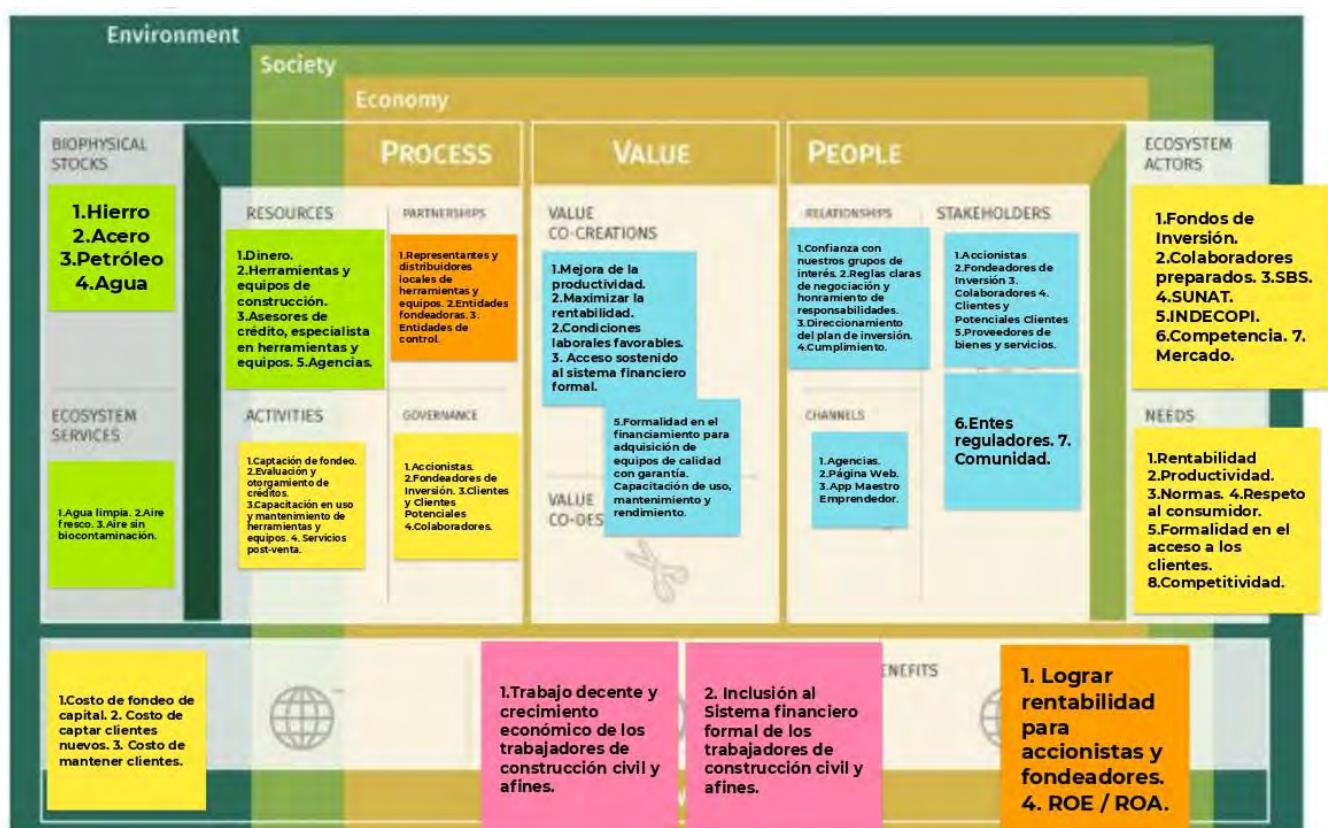 Environment
Society
Economy
BIOPHYSICAL
STOCKS
1.Hierro
2.Acero
3.Petróleo
4.Agua
ECOSYSTEM
SERVICES
1.Agua limpia. 2.Aire
fresco. 3.Aire sin
biocontaminación.
PROCESS
RESOURCES
1.Dinero.
2.Herramientas y
equipos de
construcción.
3.Asesores de
crédito, especialista
en herramientas y
equipos. 5.Agencias.
PARTNERSHIPS
1.Representantes y
distribuidores
locales de
herramientas y
equipos. 2.Entidades
fondeadoras. 3.
Entidades de
control.
ACTIVITIES
1.Captación de fondeo.
2.Evaluación y
otorgamiento de
créditos.
3.Capacitación en uso
y mantenimiento de
herramientas y
equipos. 4. Servicios
post-venta.
GOVERNANCE
1.Accionistas.
2.Fondeadores de
Inversión. 3.Clientes y
Clientes
Potenciales
4.Colaboradores.
VALUE
VALUE
CO-CREATIONS
1.Mejora de la
productividad.
2.Maximizar la
rentabilidad.
2.Condiciones
laborales favorables.
3. Acceso sostenido
al sistema financiero
formal.
5.Formalidad en el
financiamiento para
adquisición de
equipos de calidad
con garantía.
Capacitación de uso,
mantenimiento y
rendimiento.
VALUE
CO-DES
PEOPLE
RELATIONSHIPS
1.Confianza con
nuestros grupos de
interés. 2.Reglas claras
de negociación y
honramiento de
responsabilidades.
3.Direccionamiento
del plan de inversión.
4.Cumplimiento.
STAKEHOLDERS
1.Accionistas
2.Fondeadores de
Inversión 3.
Colaboradores 4.
Clientes y
Potenciales Clientes
5.Proveedores de
bienes y servicios.
6.Entes
reguladores. 7.
Comunidad.
CHANNELS
1.Agencias.
2.Página Web.
3.App Maestro
Emprendedor.
ECOSYSTEM
ACTORS
1.Fondos de
Inversión.
2.Colaboradores
preparados. 3.SBS.
4.SUNAT.
5.INDECOPI.
6.Competencia. 7.
Mercado.
NEEDS
1.Rentabilidad
2.Productividad.
3.Normas. 4.Respeto
al consumidor.
5.Formalidad en el
acceso a los
clientes.
8.Competitividad.
1.Costo de fondeo de
capital. 2. Costo de
captar clientes
nuevos. 3. Costo de
mantener clientes.
1.Trabajo decente y
crecimiento
económico de los
trabajadores de
construcción civil y
afines.
2. Inclusión al
Sistema financiero
formal de los
trabajadores de
construcción civil y
afines.
ENEFITS
1. Lograr
rentabilidad
para
accionistas y
fondeadores.
4. ROE / ROA.